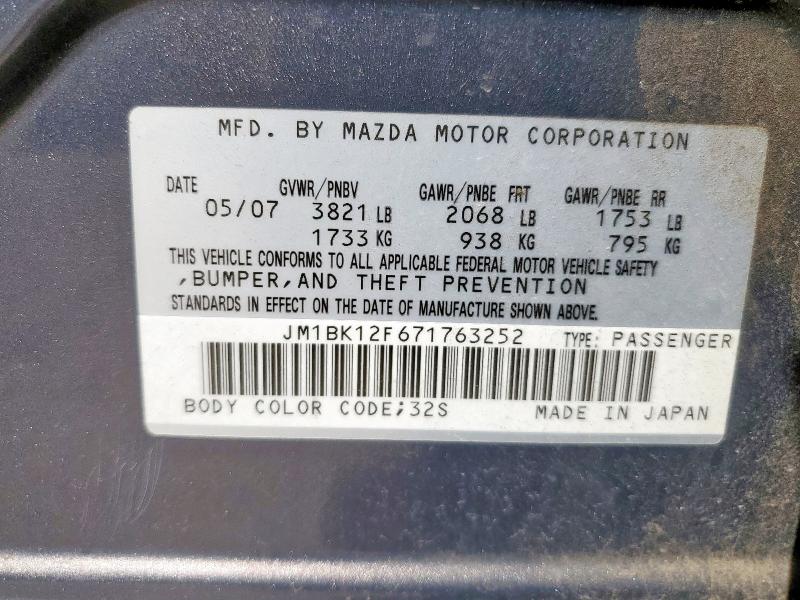 MFD. BY MAZDA MOTOR CORPORATION
DATE GVWR/PNBV GAWR/PNBE FRT GAWR/PNBE RR
05/07 3821 LB 2068 LB 1753 LB
1733 KG 938 KG 795 KG
THIS VEHICLE CONFORMS TO ALL APPLICABLE FEDERAL MOTOR VEHICLE SAFETY
,BUMPER,AND THEFT PREVENTION
STANDARDS IN EFFECT ON THE DATE OF MANUFACTURE SHOWN ABOVE.
JM1BK12F671763252 TYPE: PASSENGER
BODY COLOR CODE;32S MADE IN JAPAN